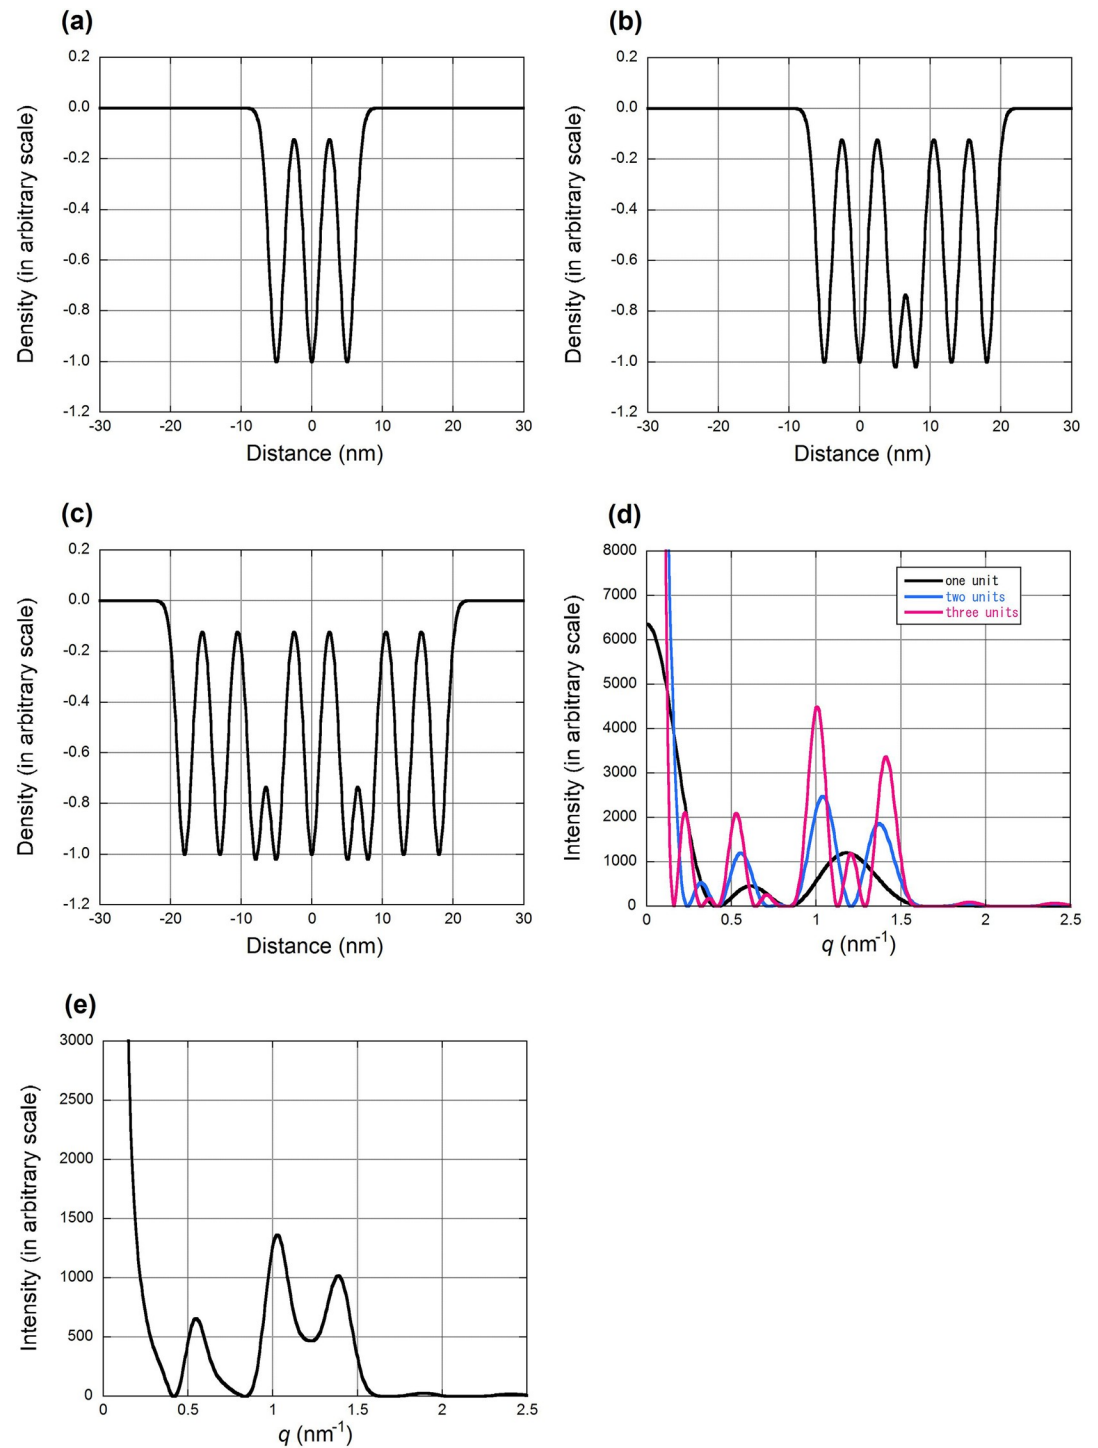 (a)
0.2
0.0
-0.2
-0.4
-0.6
-0.8
-1.0
-1.2
-30 -20 -10 0 10 20 30
Density (in arbitrary scale)
Distance (nm)
(b)
0.2
0.0
-0.2
-0.4
-0.6
-0.8
-1.0
-1.2
-30 -20 -10 0 10 20 30
Density (in arbitrary scale)
Distance (nm)
(c)
0.2
0.0
-0.2
-0.4
-0.6
-0.8
-1.0
-1.2
-30 -20 -10 0 10 20 30
Density (in arbitrary scale)
Distance (nm)
(d)
8000
7000
6000
5000
4000
3000
2000
1000
0
0 0.5 1 1.5 2 2.5
one unit
two units
three units
Intensity (in arbitrary scale)
q (nm-1)
(e)
3000
2500
2000
1500
1000
500
0
0 0.5 1 1.5 2 2.5
Intensity (in arbitrary scale)
q (nm-1)